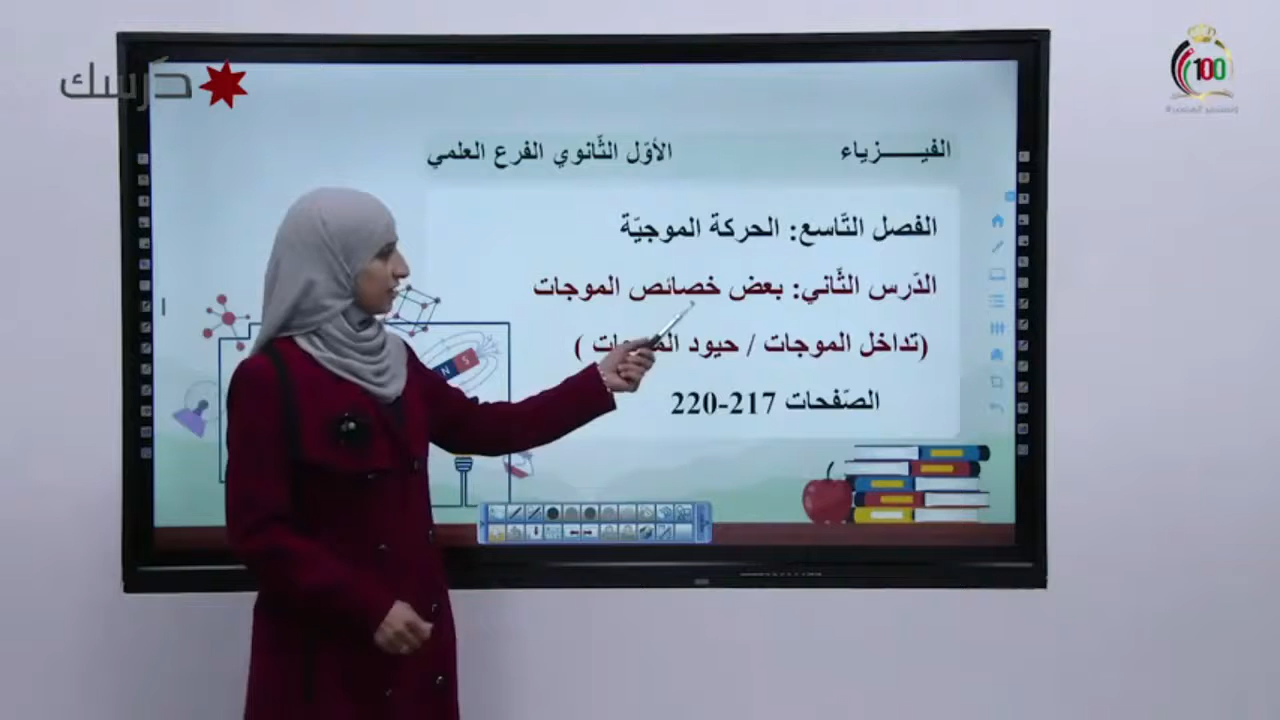 درسك
100
الفيـــــزياء
الأوّل الثّانوي الفرع العلمي
الفصل التّاسع: الحركة الموجيّة
الدّرس الثّاني: بعض خصائص الموجات
(تداخل الموجات / حيود )
الصّفحات 217-220
N S